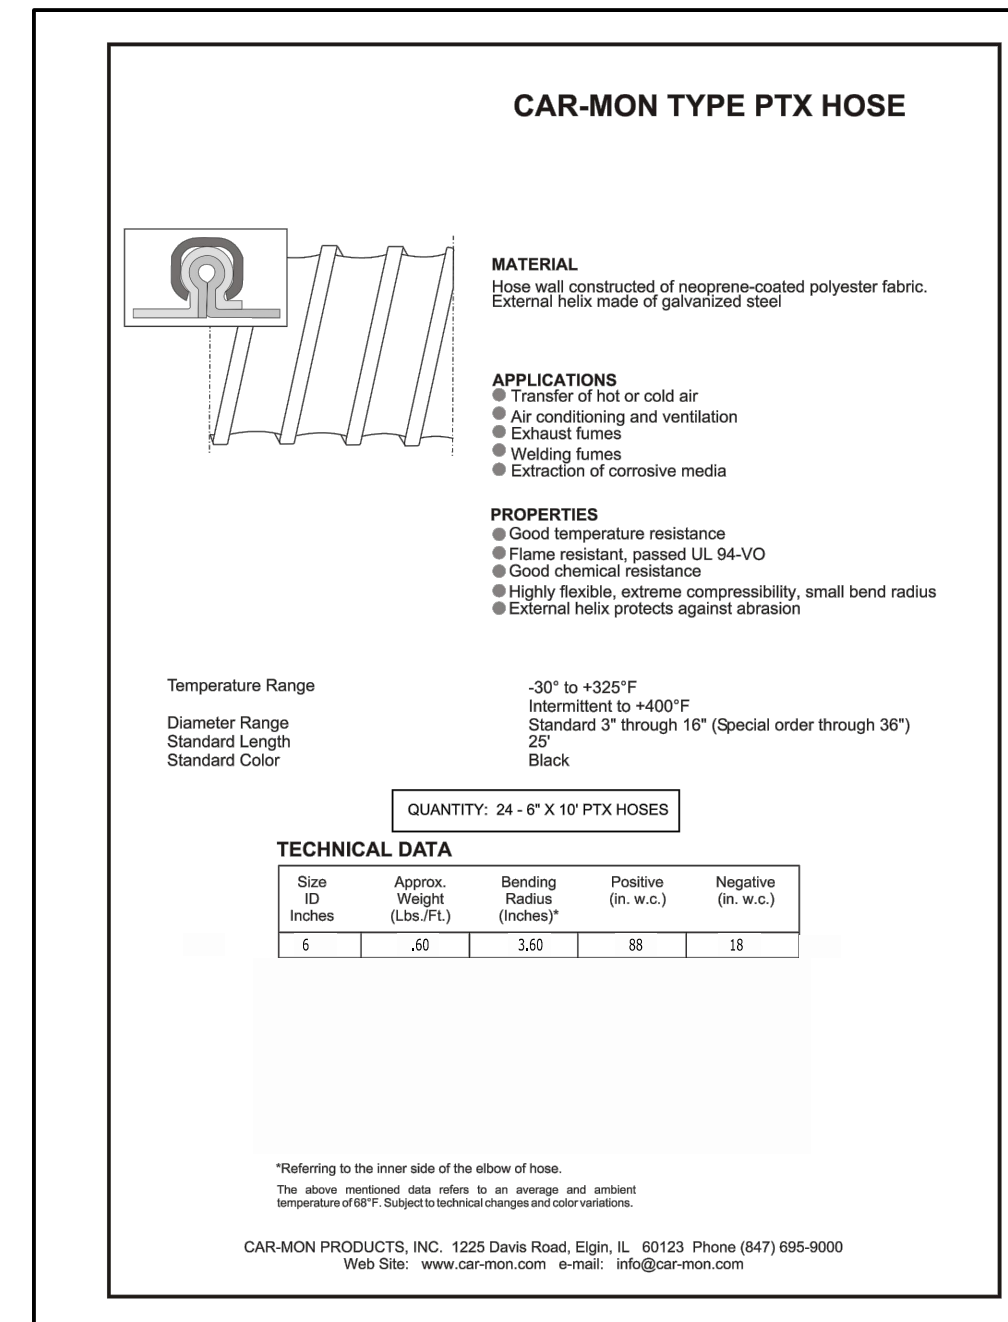 CAR-MON TYPE PTX HOSE
MATERIAL
Hose wall constructed of neoprene-coated polyester fabric.
External helix made of galvanized steel
APPLICATIONS
Transfer of hot or cold air
Air conditioning and ventilation
Exhaust fumes
Welding fumes
Extraction of corrosive media
PROPERTIES
Good temperature resistance
Flame resistant, passed UL 94-VO
Good chemical resistance
Highly flexible, extreme compressibility, small bend radius
External helix protects against abrasion
Temperature Range -30° to +325°F
Intermittent to +400°F
Diameter Range Standard 3" through 16" (Special order through 36")
Standard Length 25'
Standard Color Black
QUANTITY: 24 - 6" X 10' PTX HOSES
TECHNICAL DATA
Size Approx. Bending Positive Negative
ID Weight Radius (in. w.c.) (in. w.c.)
Inches (Lbs./Ft.) (Inches)*
6 .60 3.60 88 18
*Referring to the inner side of the elbow of hose.
The above mentioned data refers to an average and ambient
temperature of 68°F. Subject to technical changes and color variations.
CAR-MON PRODUCTS, INC. 1225 Davis Road, Elgin, IL 60123 Phone (847) 695-9000
Web Site: www.car-mon.com e-mail: info@car-mon.com